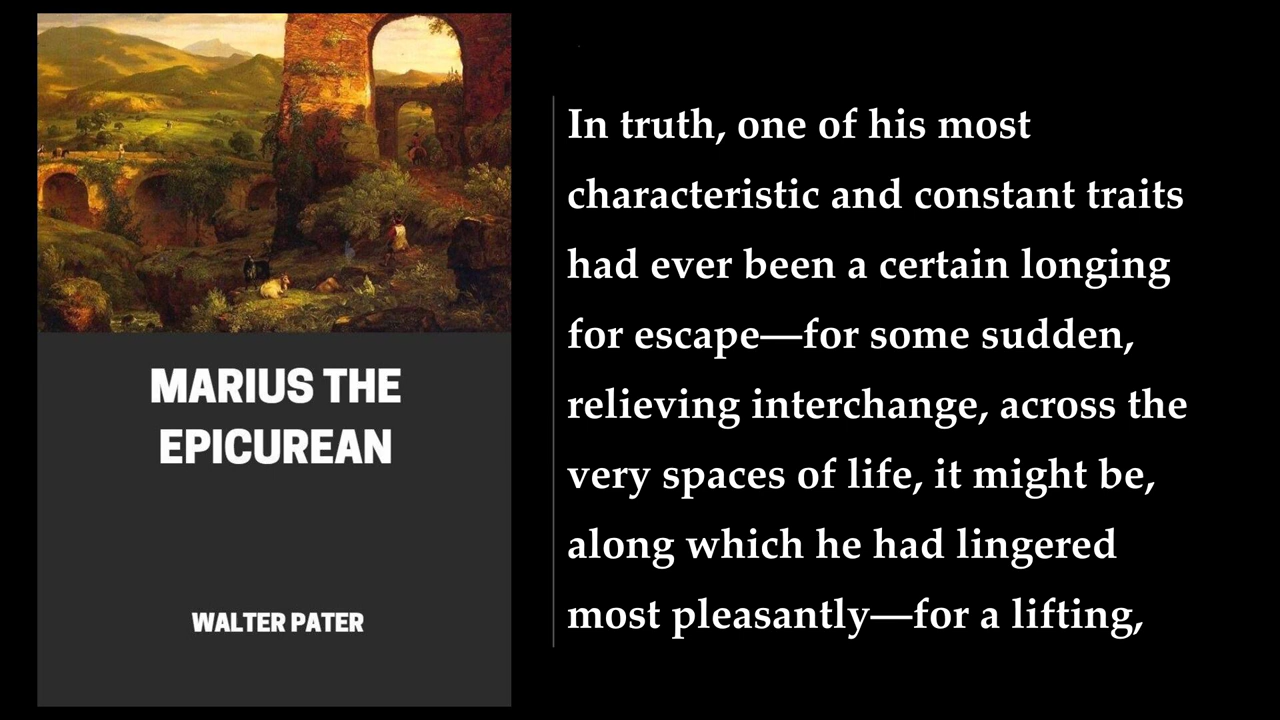 MARIUS THE
EPICUREAN
WALTER PATER
In truth, one of his most
characteristic and constant traits
had ever been a certain longing
for escape—for some sudden,
relieving interchange, across the
very spaces of life, it might be,
along which he had lingered
most pleasantly—for a lifting,